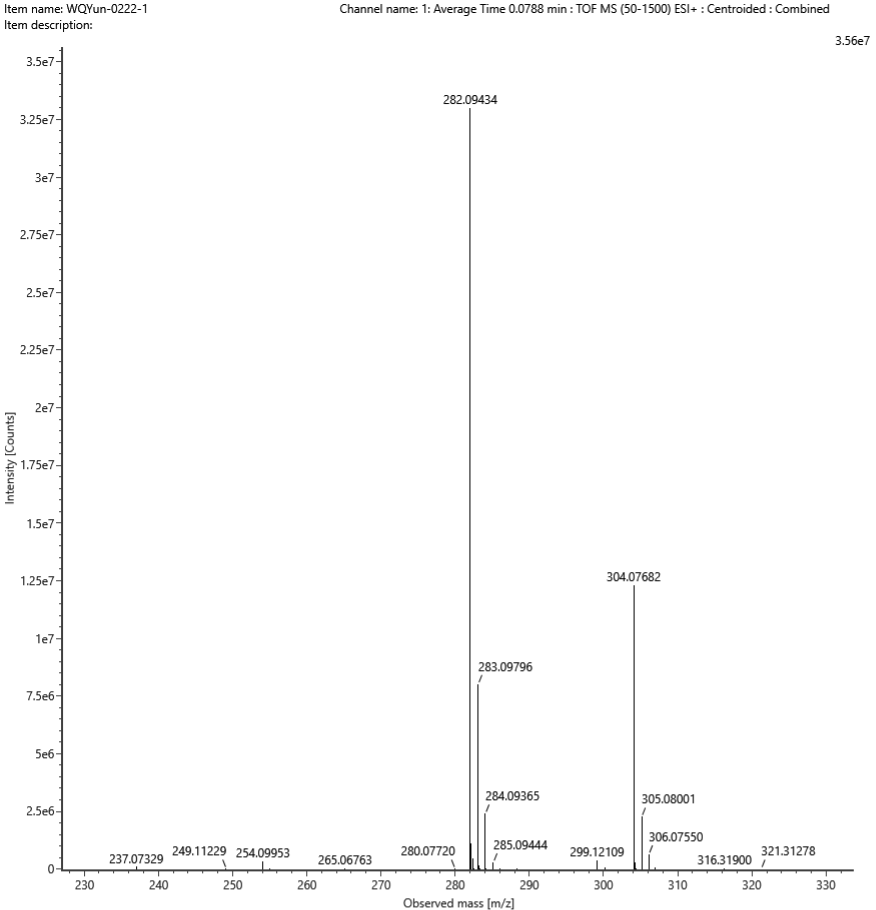 Item name: WQYun-0222-1
Channel name: 1: Average Time 0.0788 min : TOF MS (50-1500) ESI+ : Centroided : Combined
Item description:
3.56e7
3.5e7
282.09434
3.25e7
3e7
2.75e7
2.5e7
2.25e7
2e7
Intensity [Counts]
1.75e7
1.5e7
1.25e7
304.07682
1e7
283.09796
7.5e6
5e6
2.5e6
284.09365
305.08001
306.07550
285.09444
237.07329
249.11229
254.09953
265.06763
280.07720
299.12109
316.31900
321.31278
0
230
240
250
260
270
280
290
300
310
320
330
Observed mass [m/z]